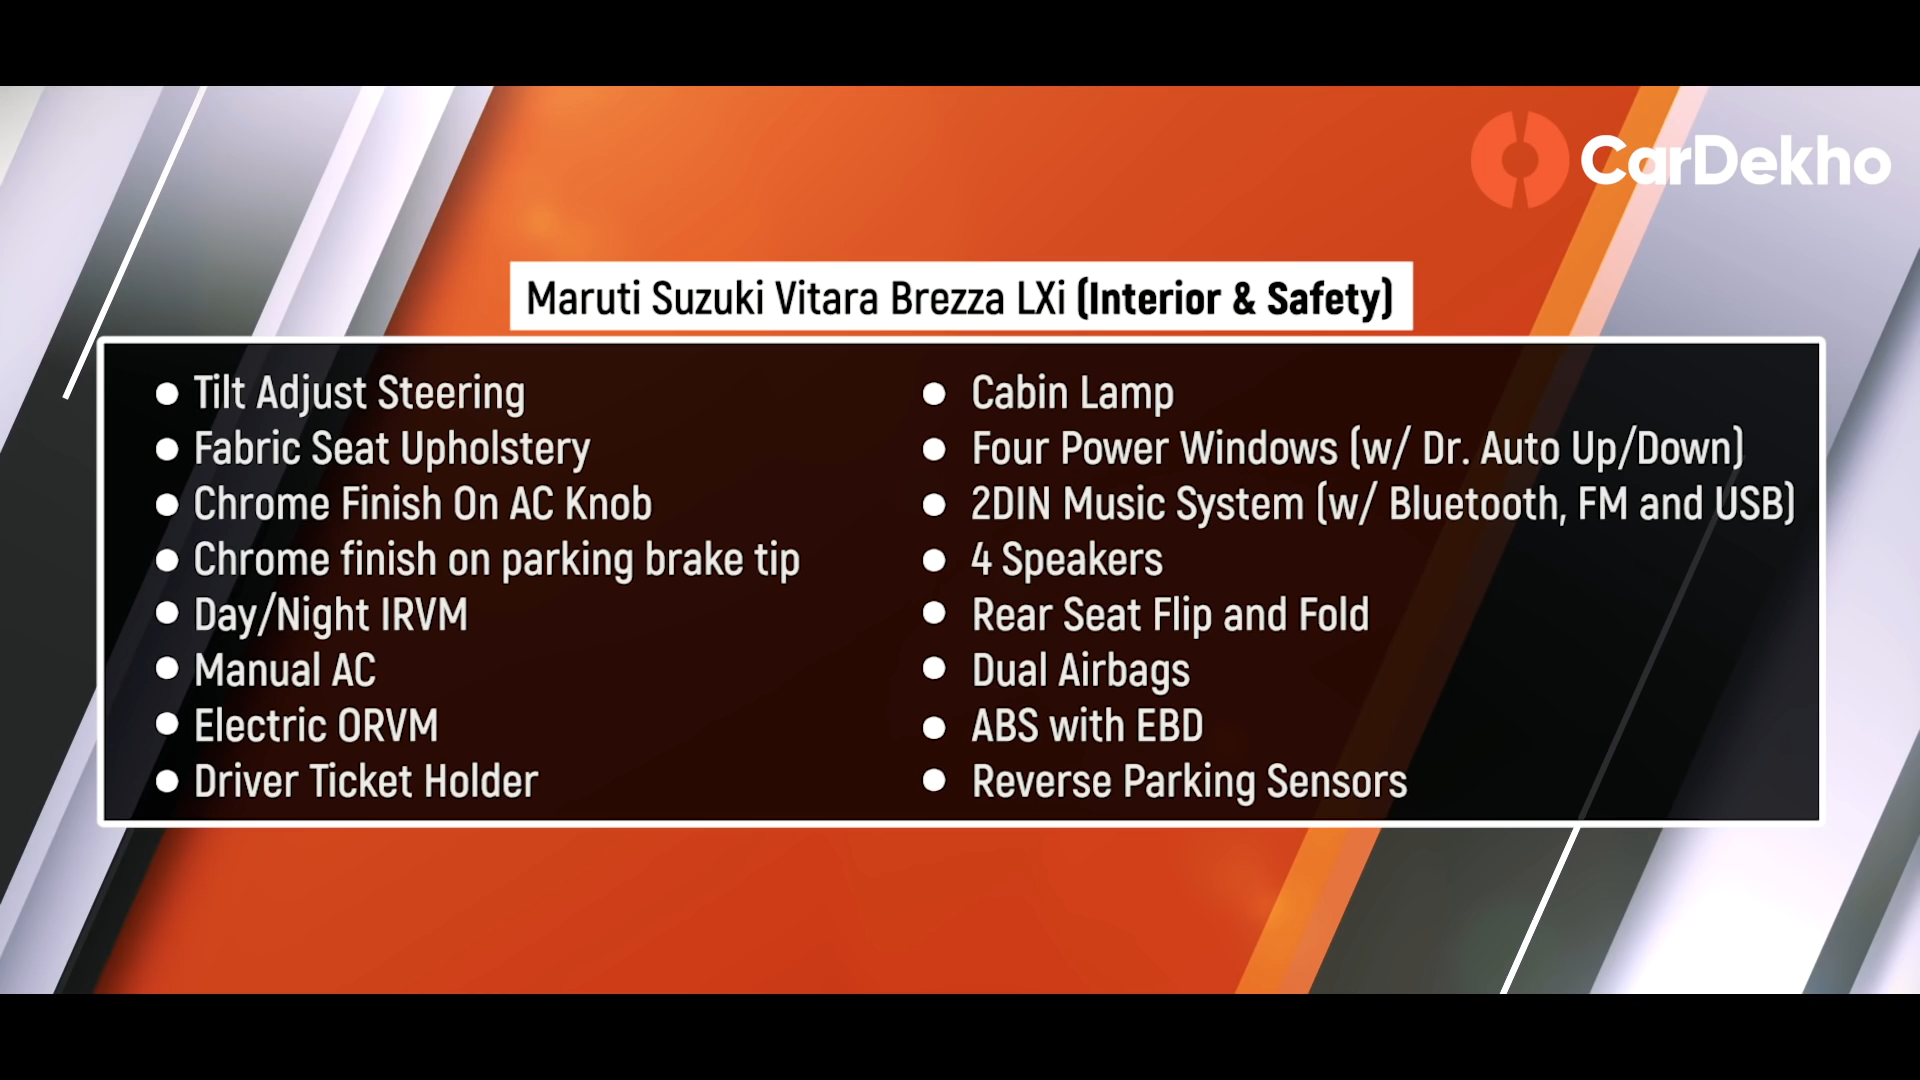 CarDekho
Maruti Suzuki Vitara Brezza LXi (Interior & Safety)
Tilt Adjust Steering
Fabric Seat Upholstery
Chrome Finish On AC Knob
Chrome finish on parking brake tip
Day/Night IRVM
Manual AC
Electric ORVM
Driver Ticket Holder
Cabin Lamp
Four Power Windows (w/ Dr. Auto Up/Down)
2DIN Music System (w/ Bluetooth, FM and USB)
4 Speakers
Rear Seat Flip and Fold
Dual Airbags
ABS with EBD
Reverse Parking Sensors